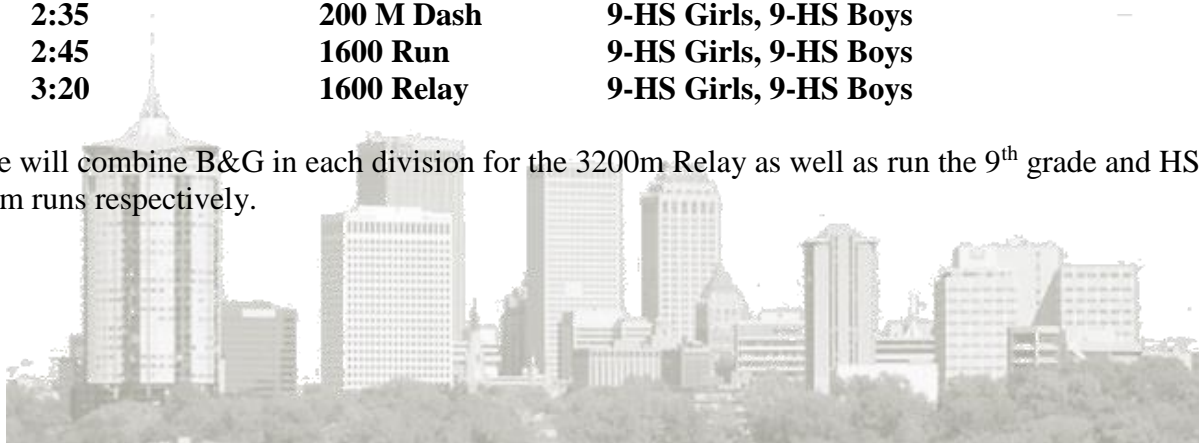 2:35 200 M Dash 9-HS Girls, 9-HS Boys
2:45 1600 Run 9-HS Girls, 9-HS Boys
3:20 1600 Relay 9-HS Girls, 9-HS Boys
e will combine B&G in each division for the 3200m Relay as well as run the 9th grade and HS
m runs respectively.